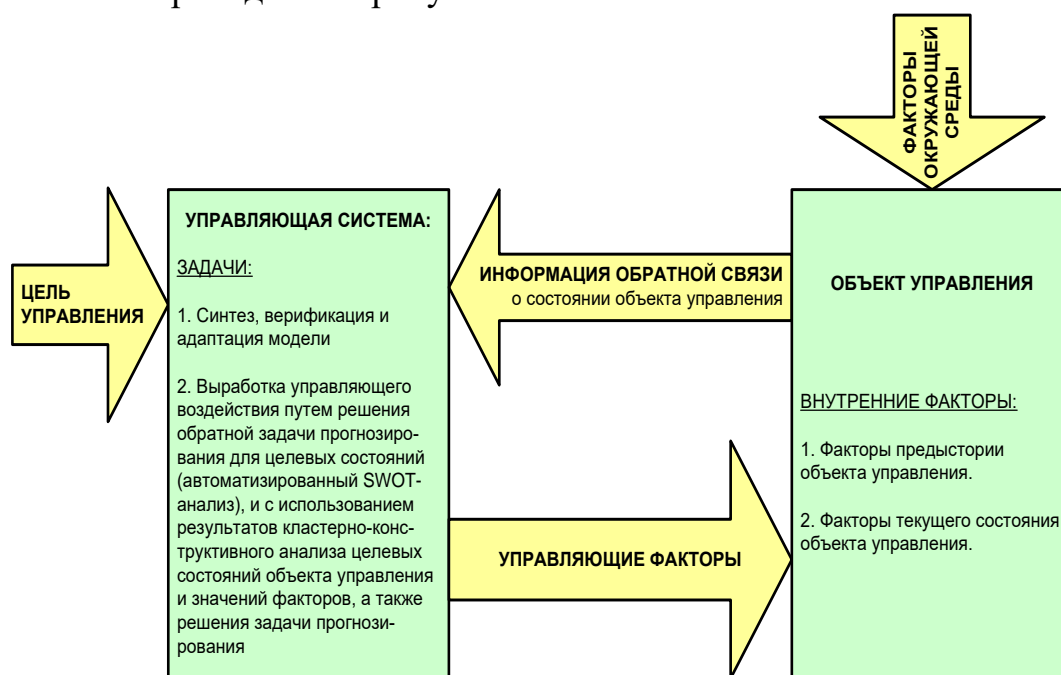 ФАКТОРЫ
ОКРУЖАЮЩЕЙ
СРЕДЫ
ЦЕЛЬ
УПРАВЛЕНИЯ
УПРАВЛЯЮЩАЯ СИСТЕМА:
ЗАДАЧИ:
1. Синтез, верификация и
адаптация модели
2. Выработка управляющего
воздействия путем решения
обратной задачи прогнозиро-
вания для целевых состояний
(автоматизированный SWOT-
анализ), и с использованием
результатов кластерно-конс-
труктивного анализа целевых
состояний объекта управления
и значений факторов, а также
решения задачи прогнози-
рования
ИНФОРМАЦИЯ ОБРАТНОЙ СВЯЗИ
о состоянии объекта управления
УПРАВЛЯЮЩИЕ ФАКТОРЫ
ОБЪЕКТ УПРАВЛЕНИЯ
ВНУТРЕННИЕ ФАКТОРЫ:
1. Факторы предыстории
объекта управления.
2. Факторы текущего состояния
объекта управления.